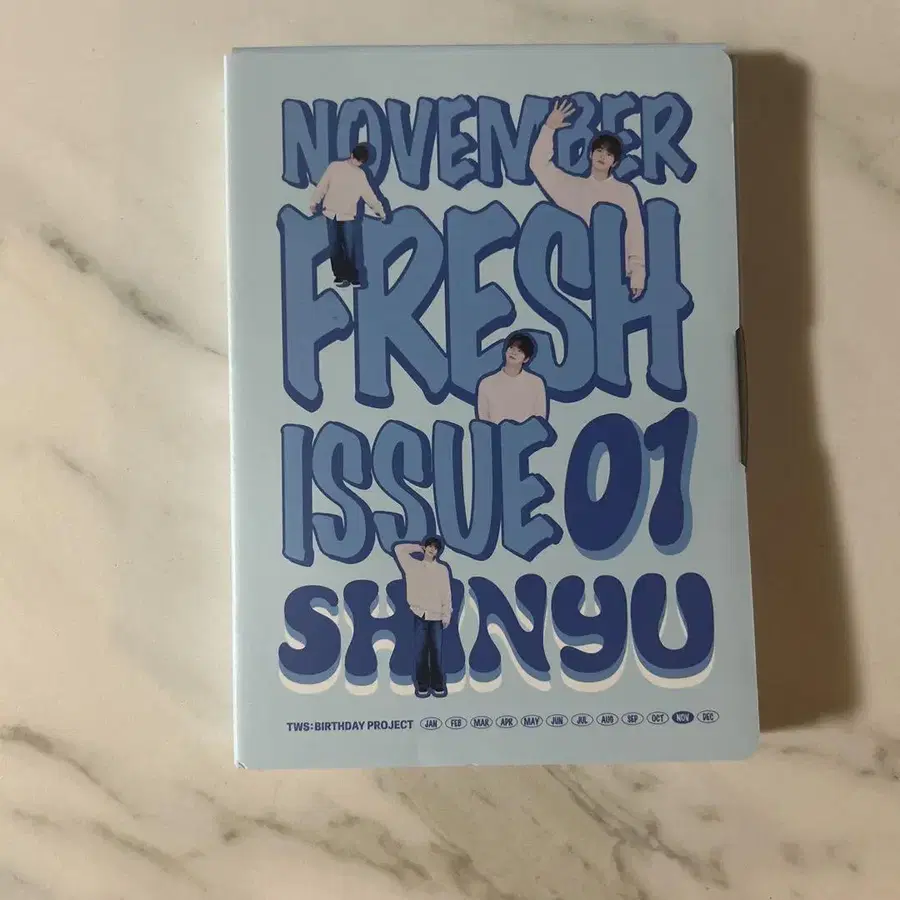 NOVEMBER
FRESH
ISSUE 01
SHINYU
TWS:BIRTHDAY PROJECT JAN FEB MAR APR MAY JUN JUL AUG SEP OCT NOV DEC